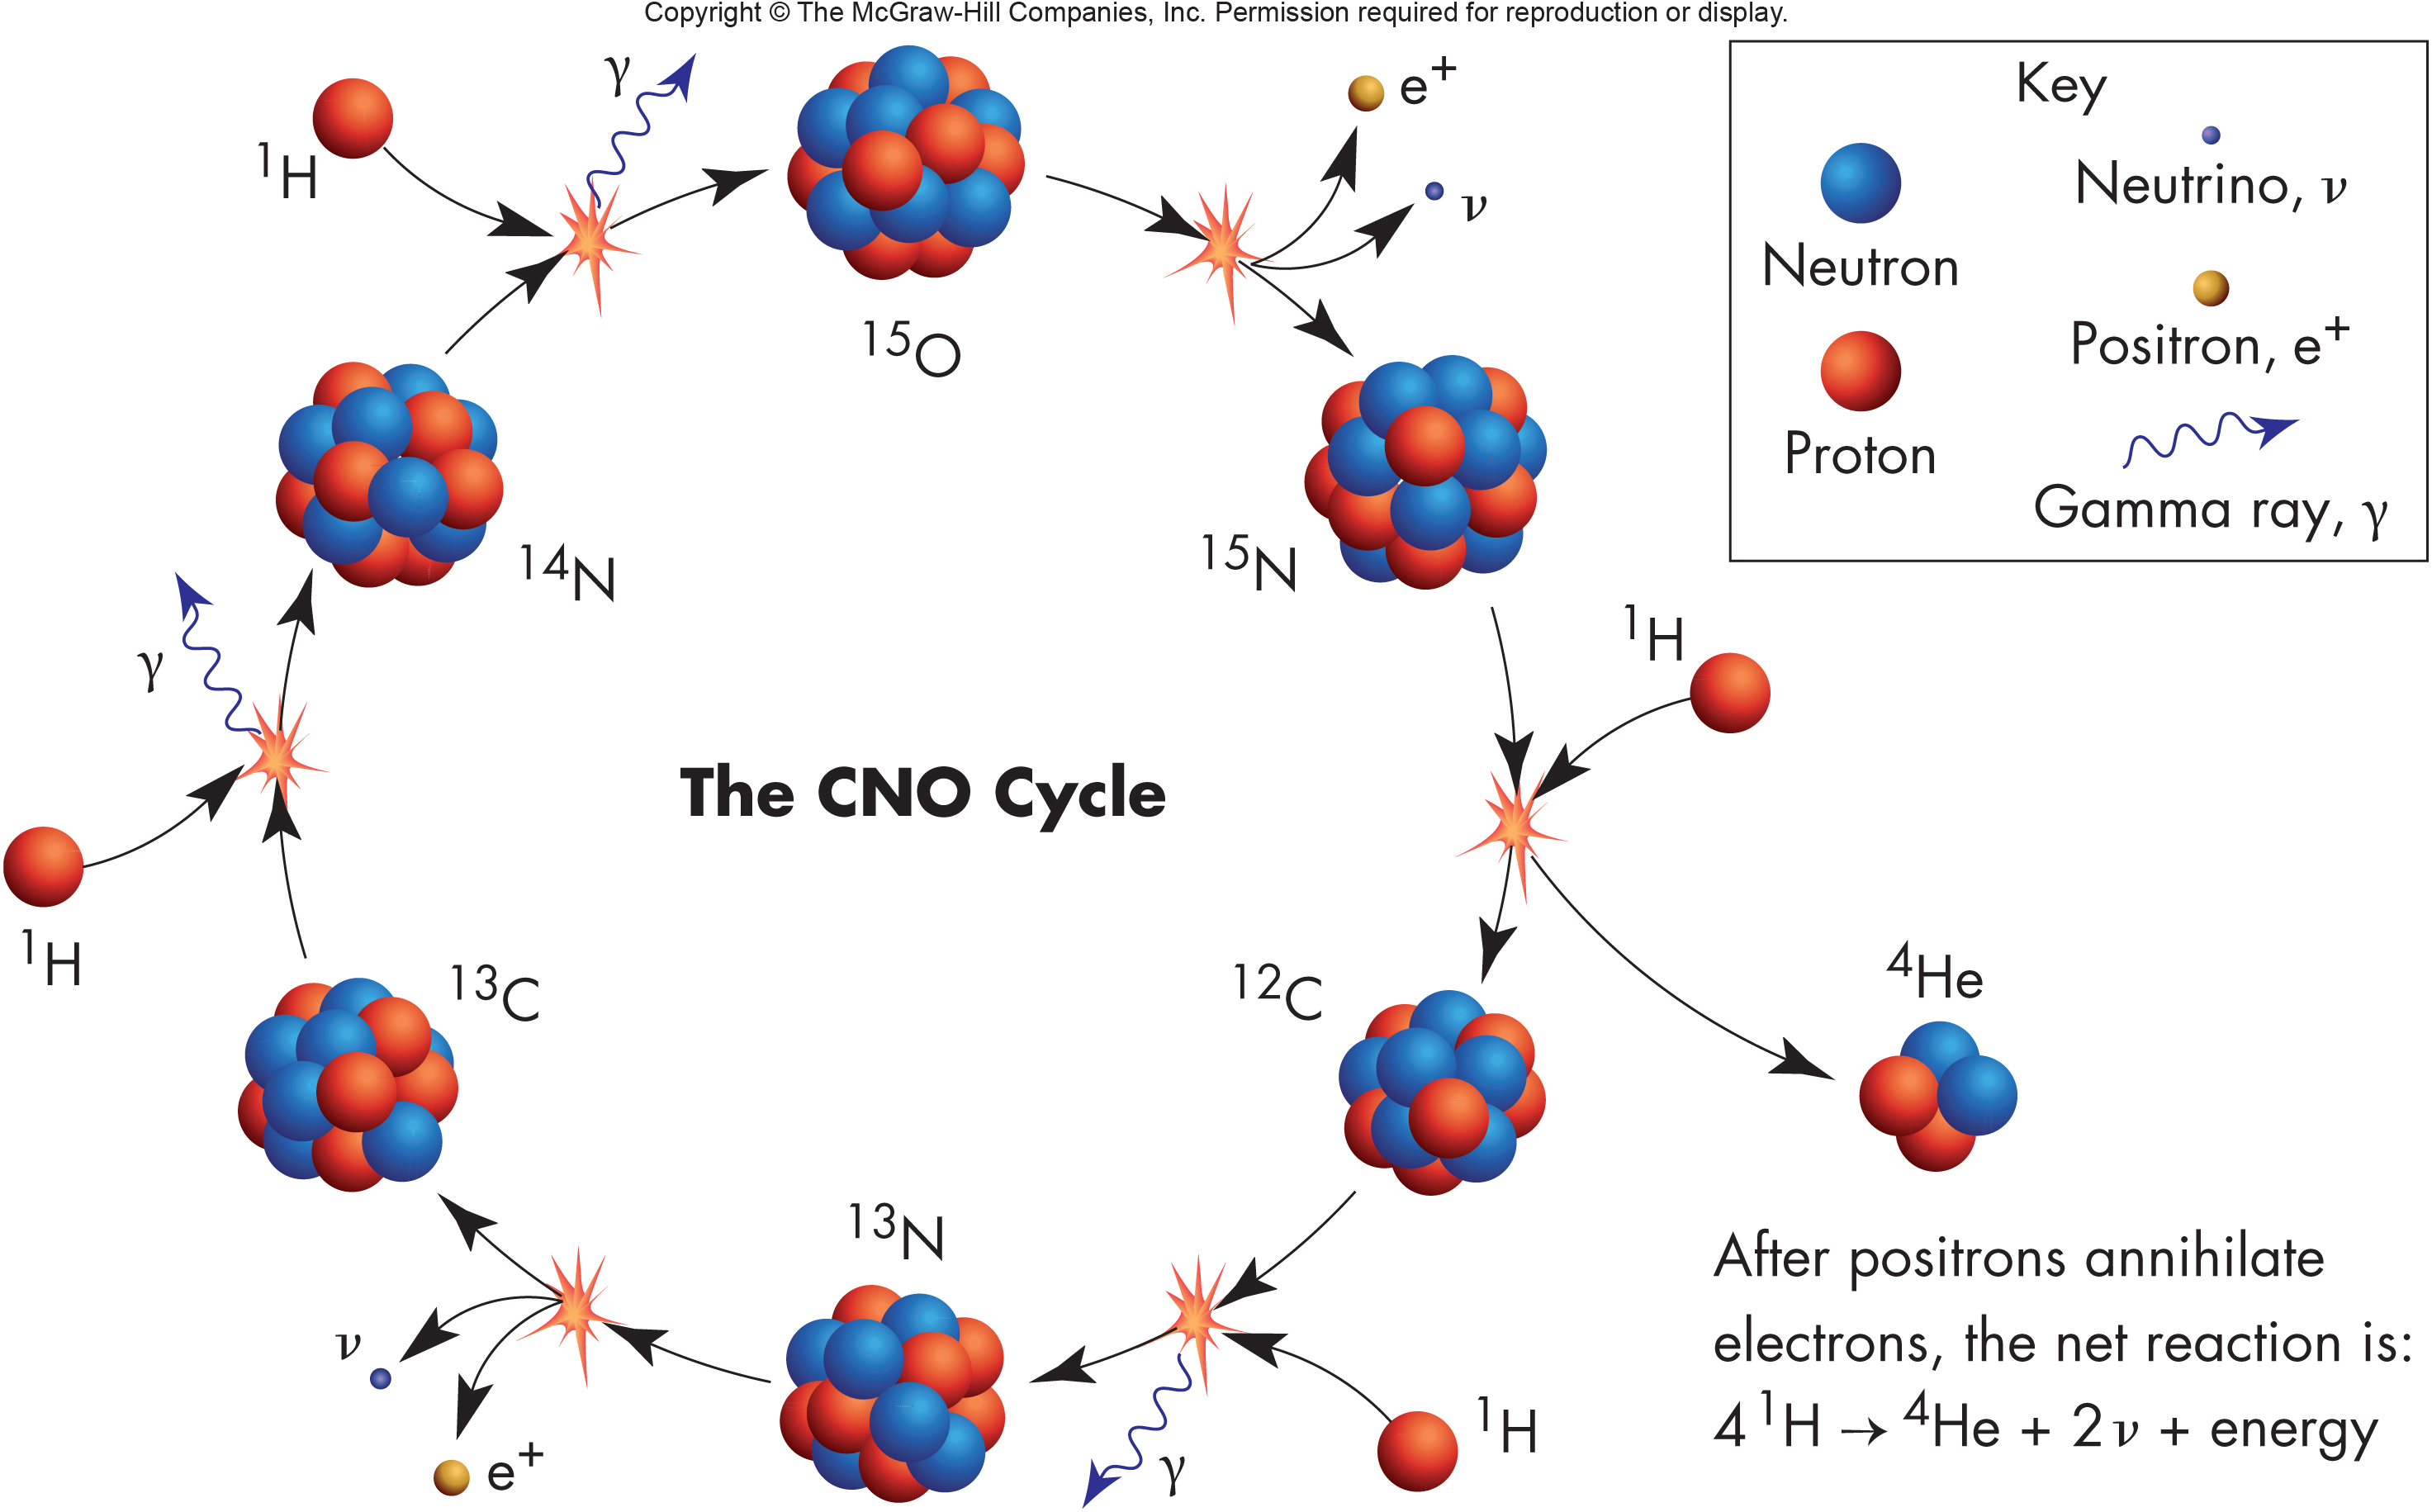 Copyright © The McGraw-Hill Companies, Inc. Permission required for reproduction or display.
γ
¹H
¹⁵O
e⁺
ν
Key
Neutron
Proton
Neutrino, ν
Positron, e⁺
Gamma ray, γ
¹⁴N
¹⁵N
γ
¹H
The CNO Cycle
¹H
¹³C
¹²C
⁴He
¹³N
ν
e⁺
γ
¹H
After positrons annihilate
electrons, the net reaction is:
4 ¹H → ⁴He + 2ν + energy